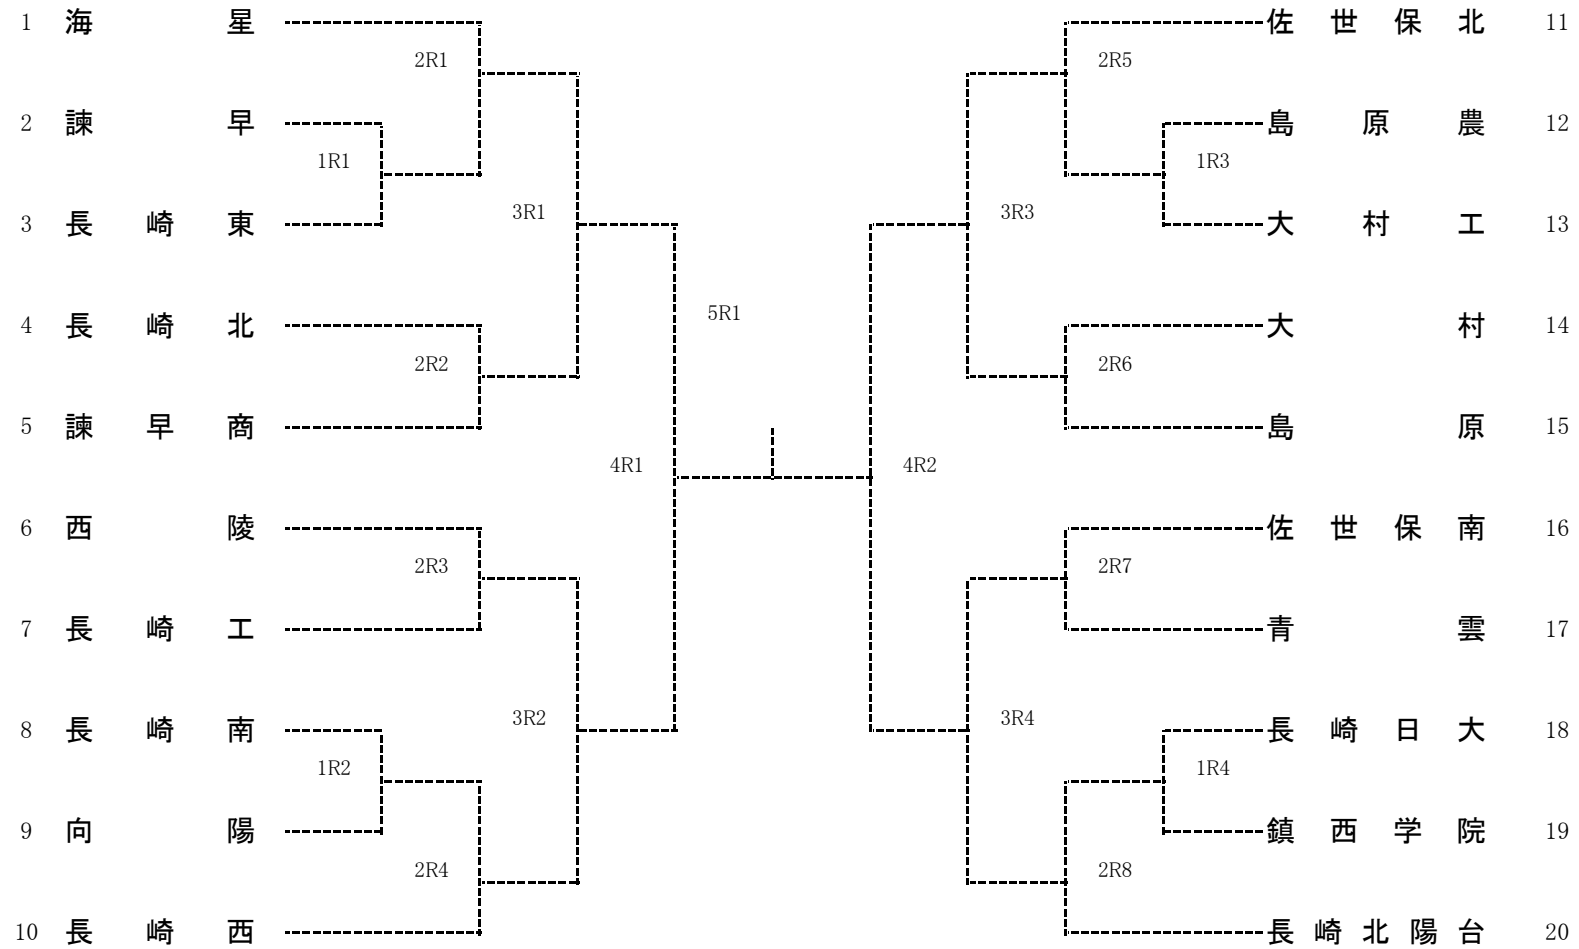 1 海星
2R1
2 諫早
1R1
3 長崎東
3R1
4 長崎北
2R2
5 諫早商
4R1
6 西陵
2R3
7 長崎工
3R2
8 長崎南
1R2
9 向陽
2R4
10 長崎西
5R1
佐世保北 11
2R5
島原農 12
1R3
大村工 13
3R3
大村 14
2R6
島原 15
4R2
佐世保南 16
2R7
青雲 17
3R4
長崎日大 18
1R4
鎮西学院 19
2R8
長崎北陽台 20